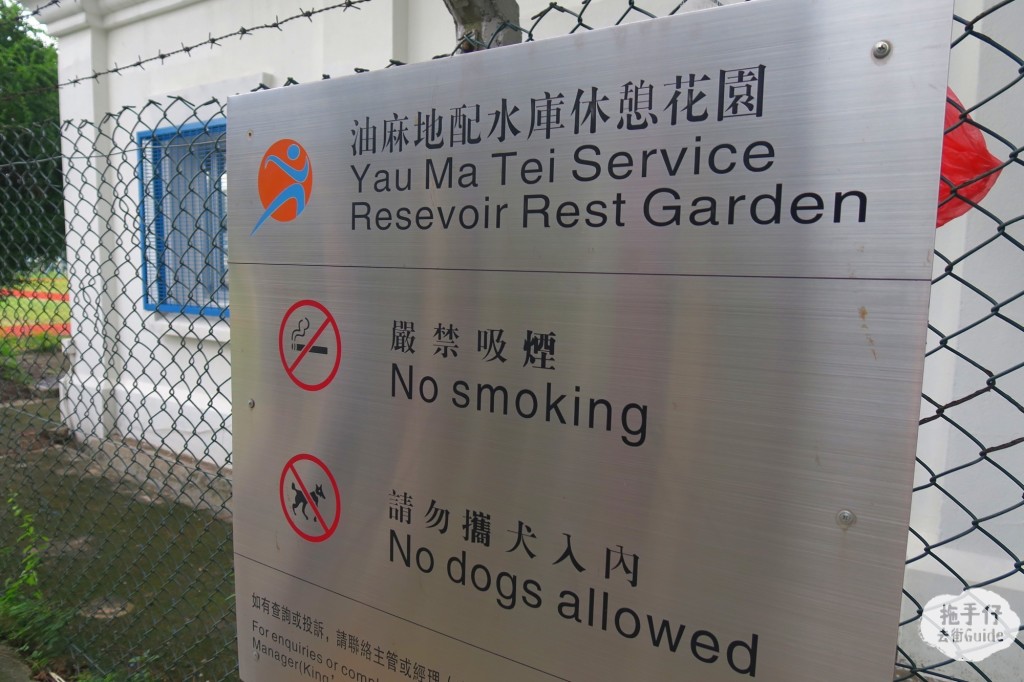 油麻地配水庫休憩花園
Yau Ma Tei Service
Resevoir Rest Garden
嚴禁吸煙
No smoking
請勿攜犬入內
No dogs allowed
如有查詢或投訴，請聯絡主管或經理（
For enquiries or compl
Manager(King'
拖手仔
去街Guide